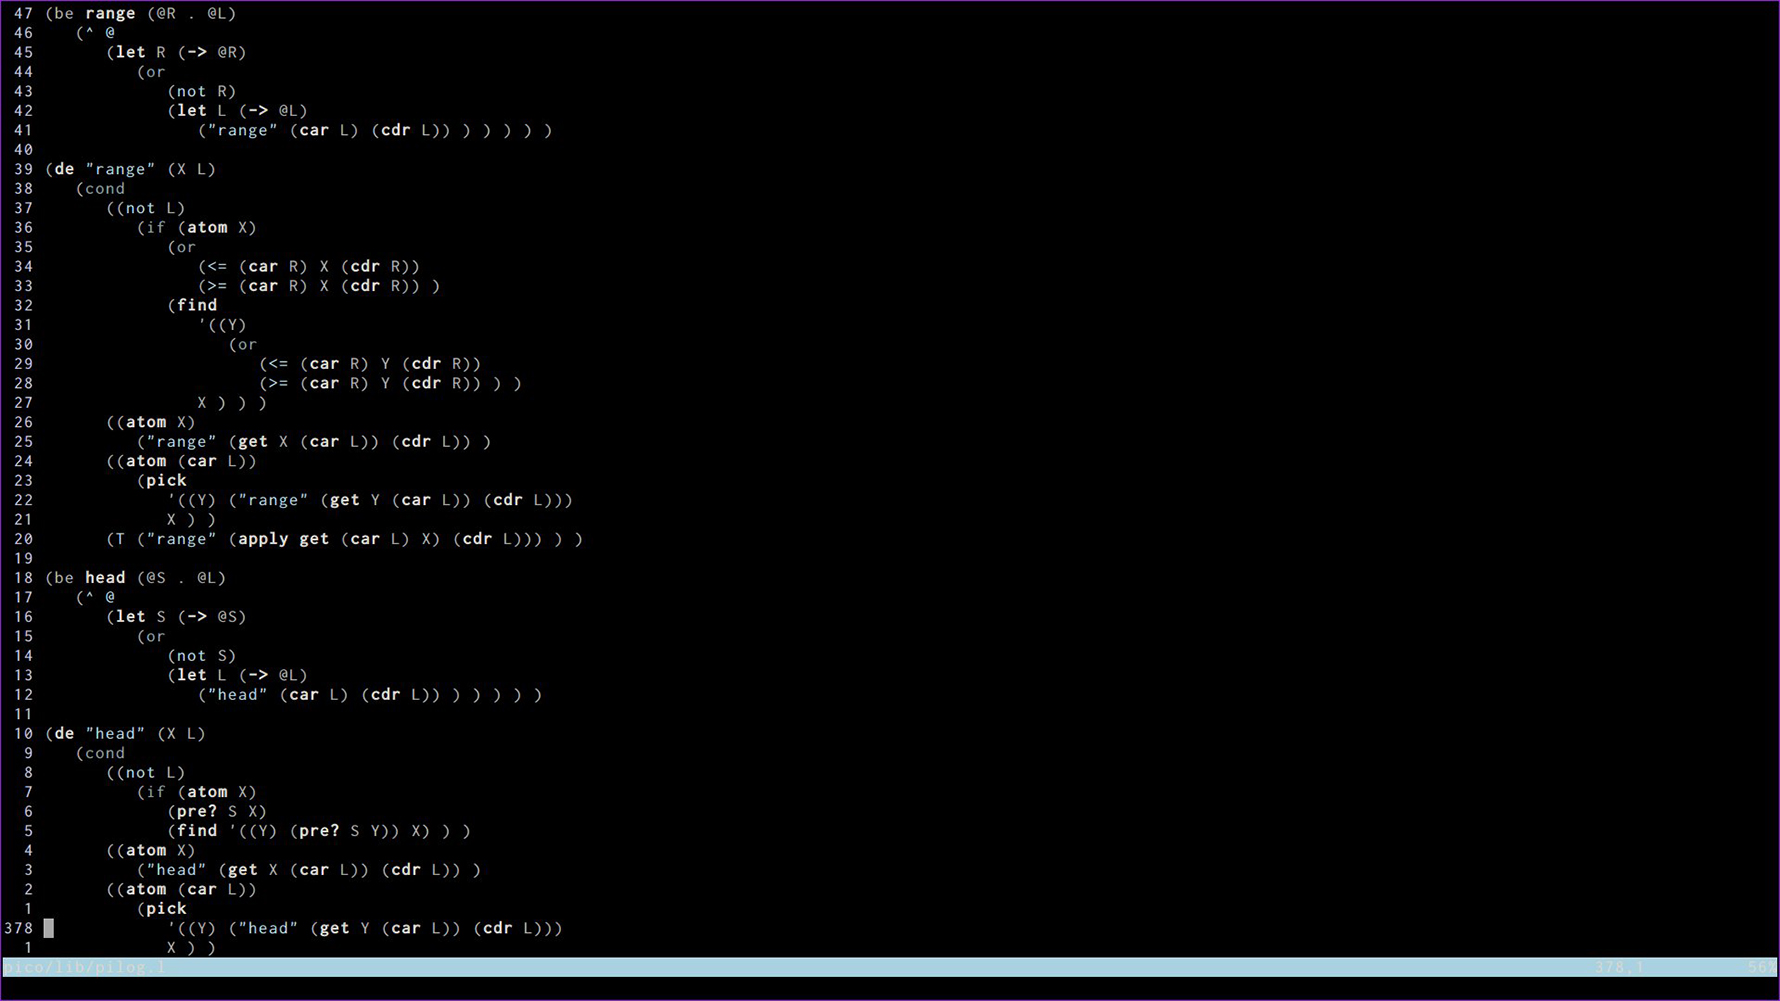 47 (be range (@R . @L)
46    (^ @
45       (let R (-> @R)
44          (or
43             (not R)
42             (let L (-> @L)
41                ("range" (car L) (cdr L)) ) ) ) ) )
40
39 (de "range" (X L)
38    (cond
37       ((not L)
36          (if (atom X)
35             (or
34                (<= (car R) X (cdr R))
33                (>= (car R) X (cdr R)) )
32             (find
31                '((Y)
30                   (or
29                      (<= (car R) Y (cdr R))
28                      (>= (car R) Y (cdr R)) ) )
27                X ) ) )
26       ((atom X)
25          ("range" (get X (car L)) (cdr L)) )
24       ((atom (car L))
23          (pick
22             '((Y) ("range" (get Y (car L)) (cdr L)))
21             X ) )
20       (T ("range" (apply get (car L) X) (cdr L))) ) )
19
18 (be head (@S . @L)
17    (^ @
16       (let S (-> @S)
15          (or
14             (not S)
13             (let L (-> @L)
12                ("head" (car L) (cdr L)) ) ) ) ) )
11
10 (de "head" (X L)
9    (cond
8       ((not L)
7          (if (atom X)
6             (pre? S X)
5             (find '((Y) (pre? S Y)) X) ) )
4       ((atom X)
3          ("head" (get X (car L)) (cdr L)) )
2       ((atom (car L))
1          (pick
378             '((Y) ("head" (get Y (car L)) (cdr L)))
1             X ) )
pico/lib/pilog.l 378,1 56%